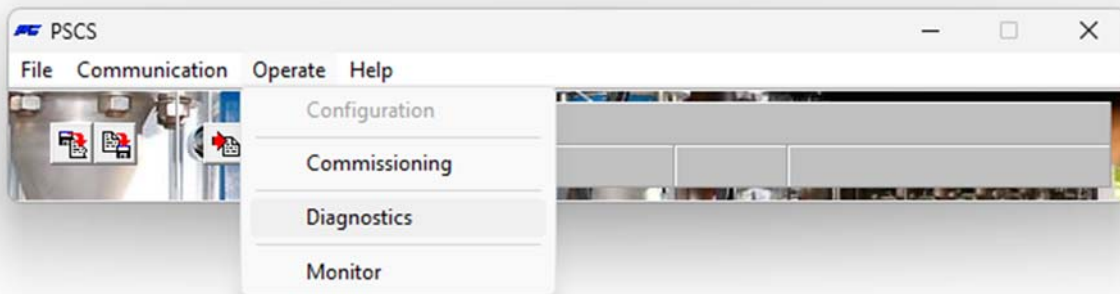 PSCS
File Communication Operate Help
Configuration
Commissioning
Diagnostics
Monitor